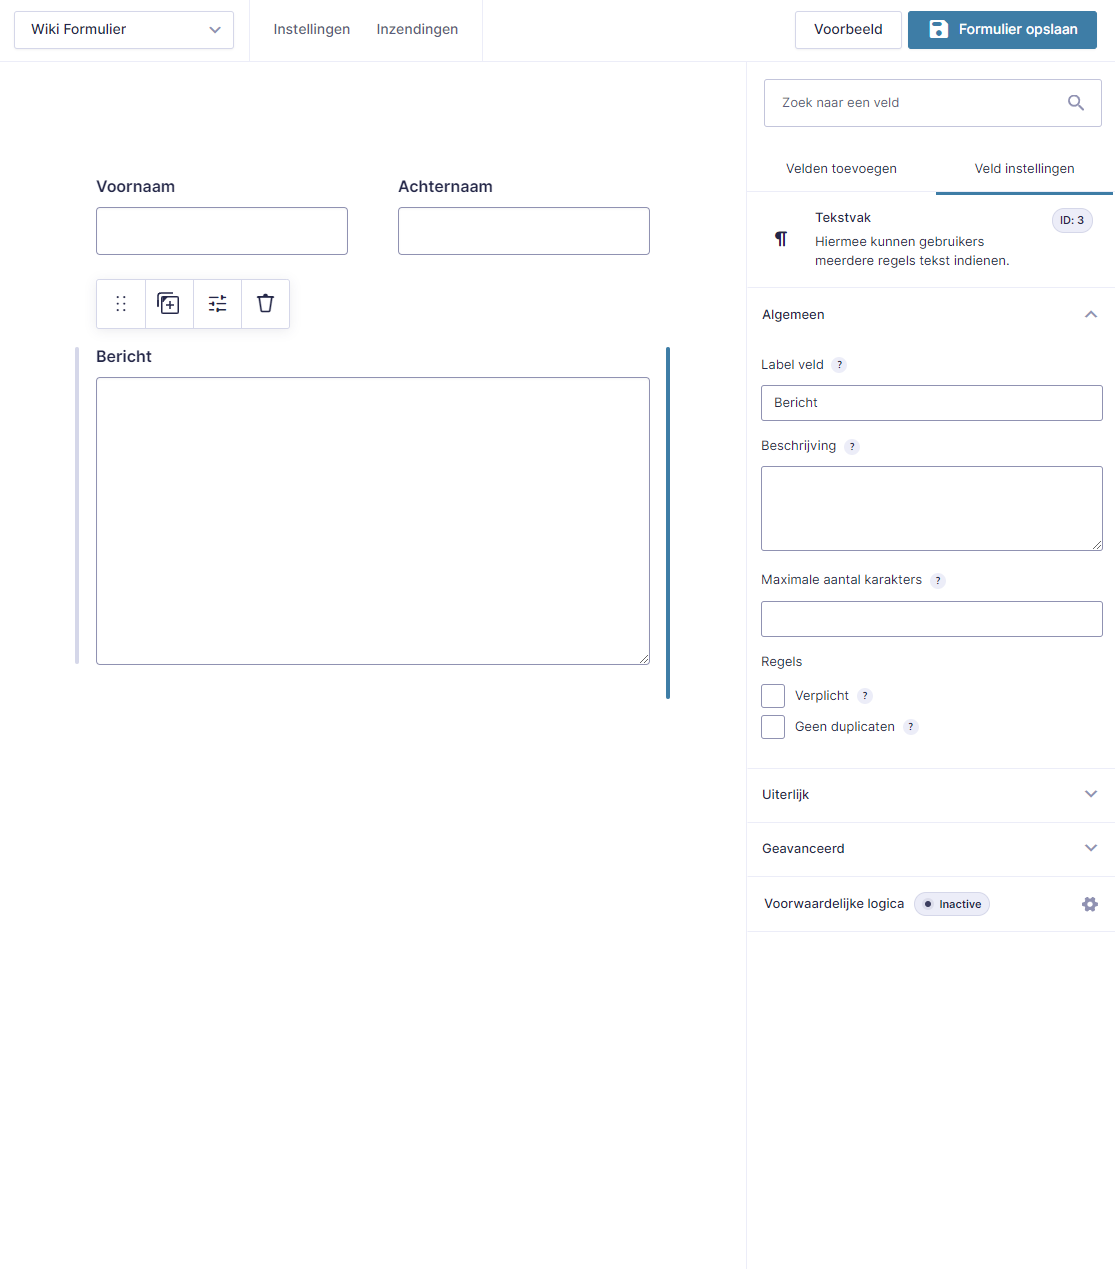 Wiki Formulier
Instellingen
Inzendingen
Voorbeeld
Formulier opslaan
Voornaam
Achternaam
Bericht
Zoek naar een veld
Velden toevoegen
Veld instellingen
¶
Tekstvak
ID: 3
Hiermee kunnen gebruikers
meerdere regels tekst indienen.
Algemeen
Label veld ?
Bericht
Beschrijving ?
Maximale aantal karakters ?
Regels
Verplicht ?
Geen duplicaten ?
Uiterlijk
Geavanceerd
Voorwaardelijke logica
Inactive